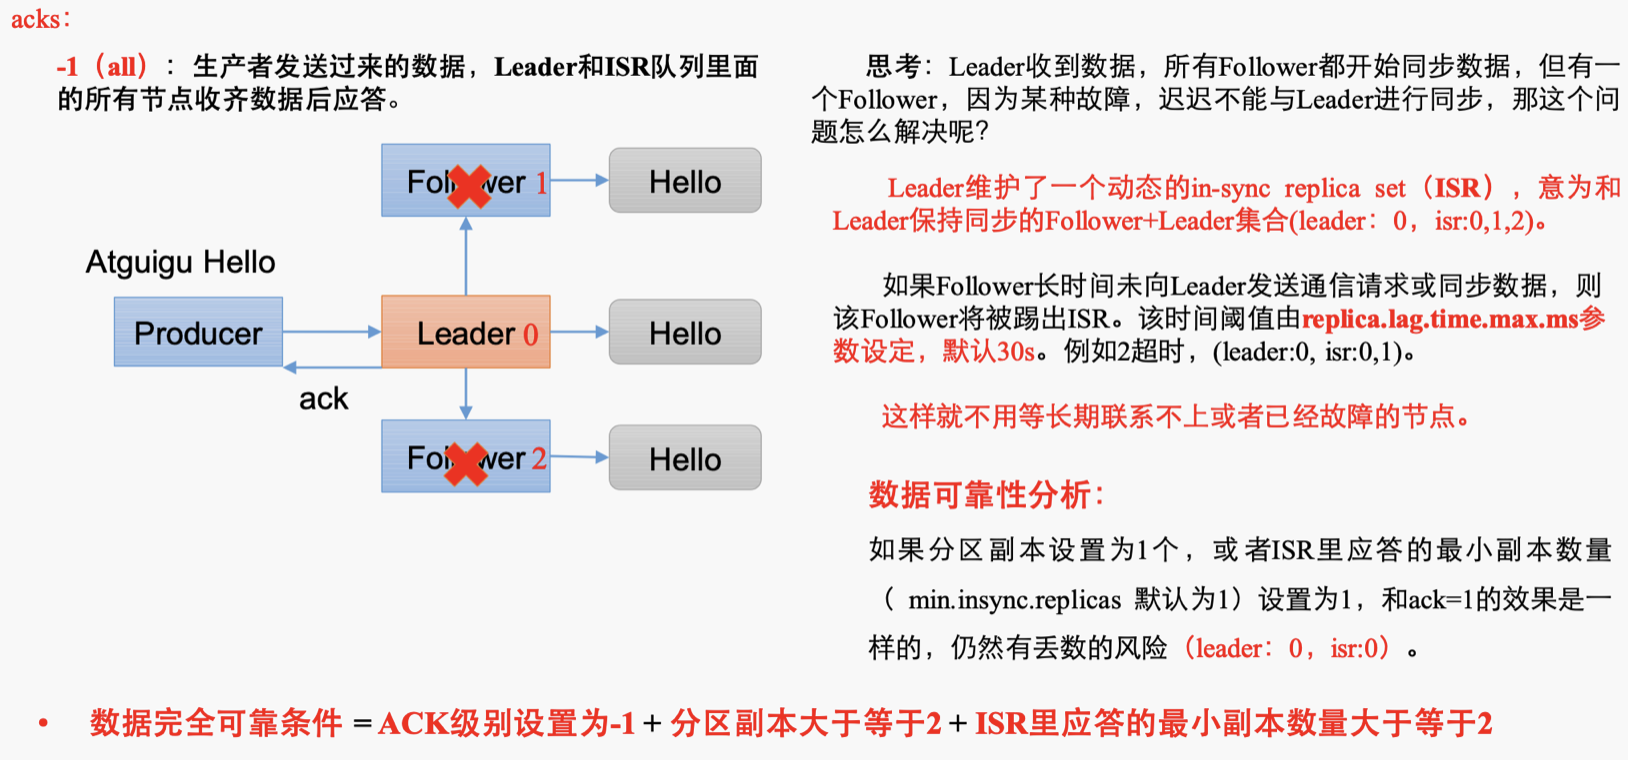 acks：
-1（all）：生产者发送过来的数据，Leader和ISR队列里面
的所有节点收齐数据后应答。
Follower 1
Hello
Atguigu Hello
Producer
Leader 0
Hello
ack
Follower 2
Hello
思考：Leader收到数据，所有Follower都开始同步数据，但有一
个Follower，因为某种故障，迟迟不能与Leader进行同步，那这个问
题怎么解决呢？
Leader维护了一个动态的in-sync replica set（ISR），意为和
Leader保持同步的Follower+Leader集合(leader：0，isr:0,1,2)。
如果Follower长时间未向Leader发送通信请求或同步数据，则
该Follower将被踢出ISR。该时间阈值由replica.lag.time.max.ms参
数设定，默认30s。例如2超时，(leader:0, isr:0,1)。
这样就不用等长期联系不上或者已经故障的节点。
数据可靠性分析：
如果分区副本设置为1个，或者ISR里应答的最小副本数量
（ min.insync.replicas 默认为1）设置为1，和ack=1的效果是一
样的，仍然有丢数的风险（leader：0，isr:0）。
• 数据完全可靠条件 = ACK级别设置为-1 + 分区副本大于等于2 + ISR里应答的最小副本数量大于等于2